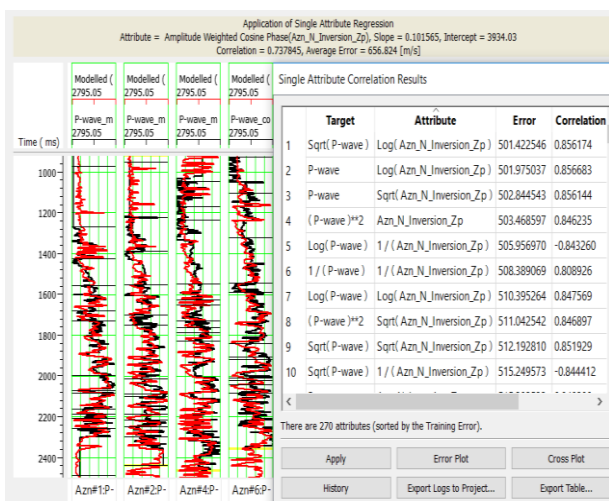 Application of Single Attribute Regression
Attribute = Amplitude Weighted Cosine Phase(Azn_N_Inversion_Zp), Slope = 0.101565, Intercept = 3934.03
Correlation = 0.737845, Average Error = 656.824 [m/s]
Modelled ( Modelled ( Modelled ( Modelled (
2795.05 2795.05 2795.05 2795.05
P-wave_m P-wave_m P-wave_m P-wave_co
2795.05 2795.05 2795.05 2795.05
Time ( ms)
1000
1200
1400
1600
1800
2000
2200
2400
Azn#1:P- Azn#2:P- Azn#4:P- Azn#6:P-
Single Attribute Correlation Results
Target Attribute Error Correlation
1 Sqrt( P-wave ) Log( Azn_N_Inversion_Zp ) 501.422546 0.856174
2 P-wave Log( Azn_N_Inversion_Zp ) 501.975037 0.856683
3 P-wave Sqrt( Azn_N_Inversion_Zp ) 502.844543 0.856144
4 ( P-wave )**2 Azn_N_Inversion_Zp 503.468597 0.846235
5 Log( P-wave ) 1 / ( Azn_N_Inversion_Zp ) 505.956970 -0.843260
6 1 / ( P-wave ) 1 / ( Azn_N_Inversion_Zp ) 508.389069 0.808926
7 Log( P-wave ) Log( Azn_N_Inversion_Zp ) 510.395264 0.847569
8 ( P-wave )**2 Sqrt( Azn_N_Inversion_Zp ) 511.042542 0.846897
9 Sqrt( P-wave ) Sqrt( Azn_N_Inversion_Zp ) 512.192810 0.851929
10 Sqrt( P-wave ) 1 / ( Azn_N_Inversion_Zp ) 515.249573 -0.844412
There are 270 attributes (sorted by the Training Error).
Apply Error Plot Cross Plot
History Export Logs to Project... Export Table...